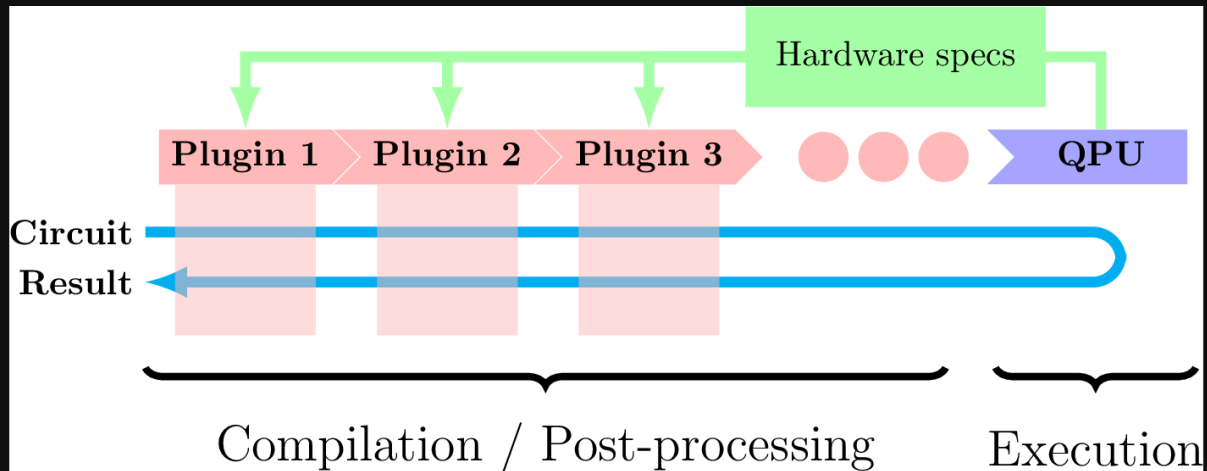 Hardware specs
Plugin 1
Plugin 2
Plugin 3
QPU
Circuit
Result
Compilation / Post-processing
Execution